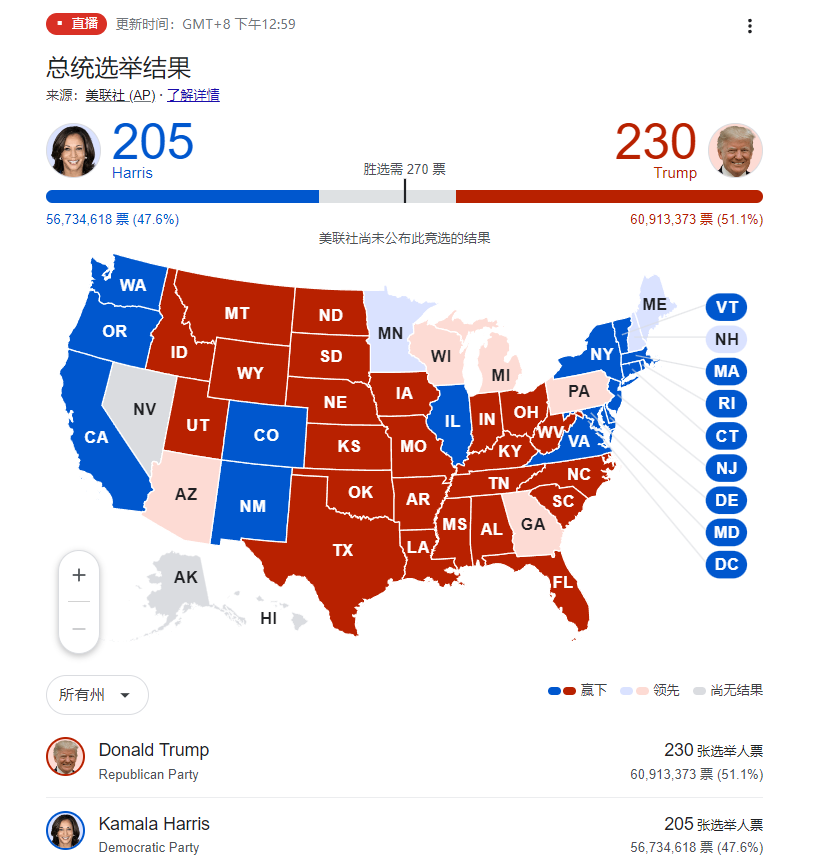 直播 更新时间：GMT+8 下午12:59
总统选举结果
来源：美联社 (AP) · 了解详情
205
230
Harris
胜选需 270 票
Trump
56,734,618 票 (47.6%)
60,913,373 票 (51.1%)
美联社尚未公布此竞选的结果
WA
MT
ND
MN
ME
VT
OR
ID
SD
WI
NH
WY
MI
NY
MA
NV
NE
IA
PA
RI
UT
CO
IL
IN
OH
CT
CA
KS
MO
WV
VA
KY
NJ
AZ
NM
OK
AR
TN
NC
DE
SC
MS
AL
GA
MD
TX
LA
DC
AK
FL
HI
+
−
所有州
赢下 领先 尚无结果
Donald Trump
230 张选举人票
Republican Party
60,913,373 票 (51.1%)
Kamala Harris
205 张选举人票
Democratic Party
56,734,618 票 (47.6%)